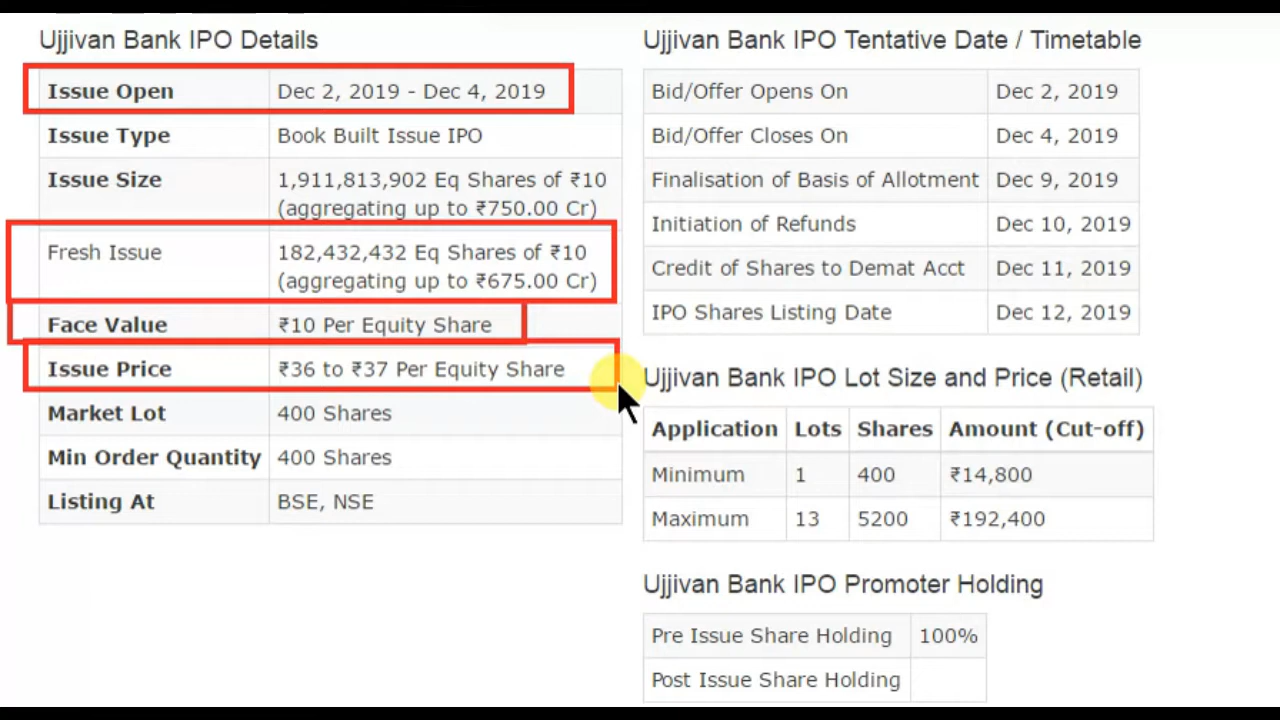 Ujjivan Bank IPO Details
Issue Open Dec 2, 2019 - Dec 4, 2019
Issue Type Book Built Issue IPO
Issue Size 1,911,813,902 Eq Shares of ₹10
(aggregating up to ₹750.00 Cr)
Fresh Issue 182,432,432 Eq Shares of ₹10
(aggregating up to ₹675.00 Cr)
Face Value ₹10 Per Equity Share
Issue Price ₹36 to ₹37 Per Equity Share
Market Lot 400 Shares
Min Order Quantity 400 Shares
Listing At BSE, NSE
Ujjivan Bank IPO Tentative Date / Timetable
Bid/Offer Opens On Dec 2, 2019
Bid/Offer Closes On Dec 4, 2019
Finalisation of Basis of Allotment Dec 9, 2019
Initiation of Refunds Dec 10, 2019
Credit of Shares to Demat Acct Dec 11, 2019
IPO Shares Listing Date Dec 12, 2019
Ujjivan Bank IPO Lot Size and Price (Retail)
Application Lots Shares Amount (Cut-off)
Minimum 1 400 ₹14,800
Maximum 13 5200 ₹192,400
Ujjivan Bank IPO Promoter Holding
Pre Issue Share Holding 100%
Post Issue Share Holding